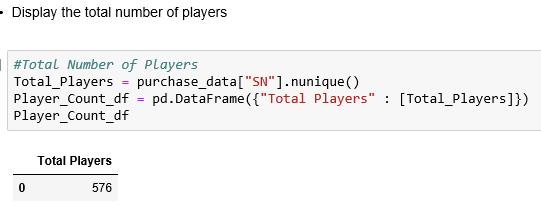 • Display the total number of players
#Total Number of Players
Total_Players = purchase_data["SN"].nunique()
Player_Count_df = pd.DataFrame({"Total Players" : [Total_Players]})
Player_Count_df
Total Players
0 576